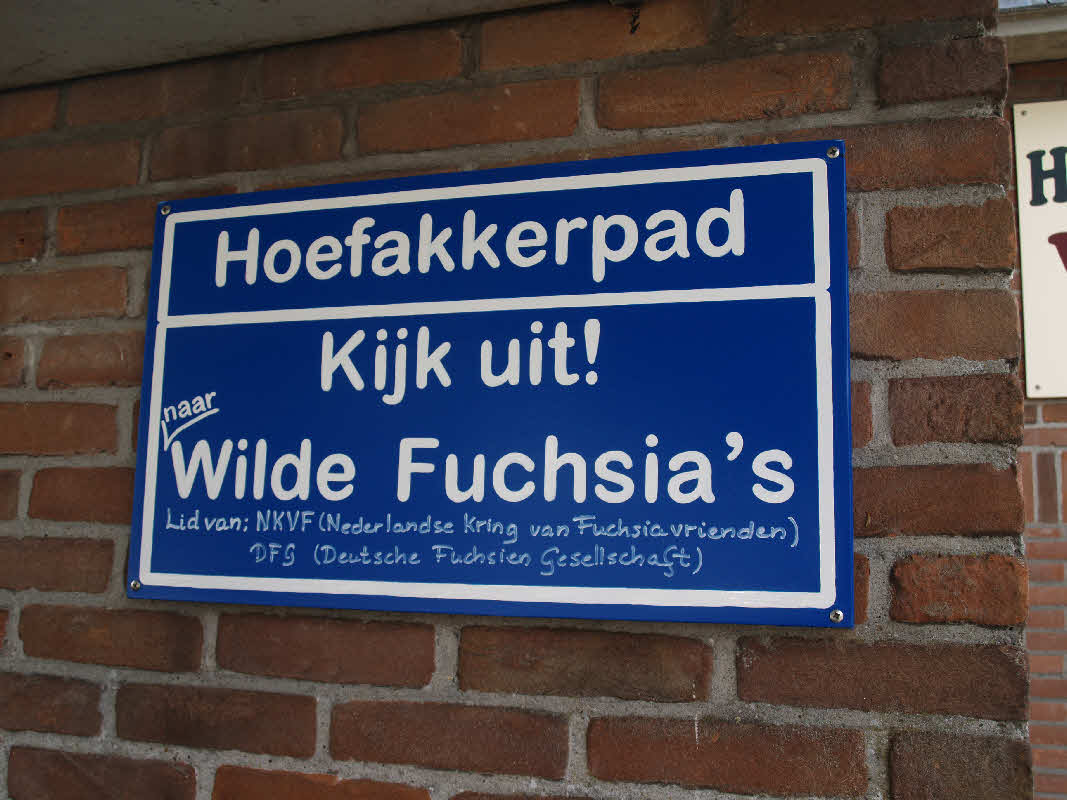 Hoefakkerpad
Kijk uit!
naar
Wilde Fuchsia's
Lid van; NKVF (Nederlandse Kring van Fuchsiavrienden)
DFG (Deutsche Fuchsien Gesellschaft)
H